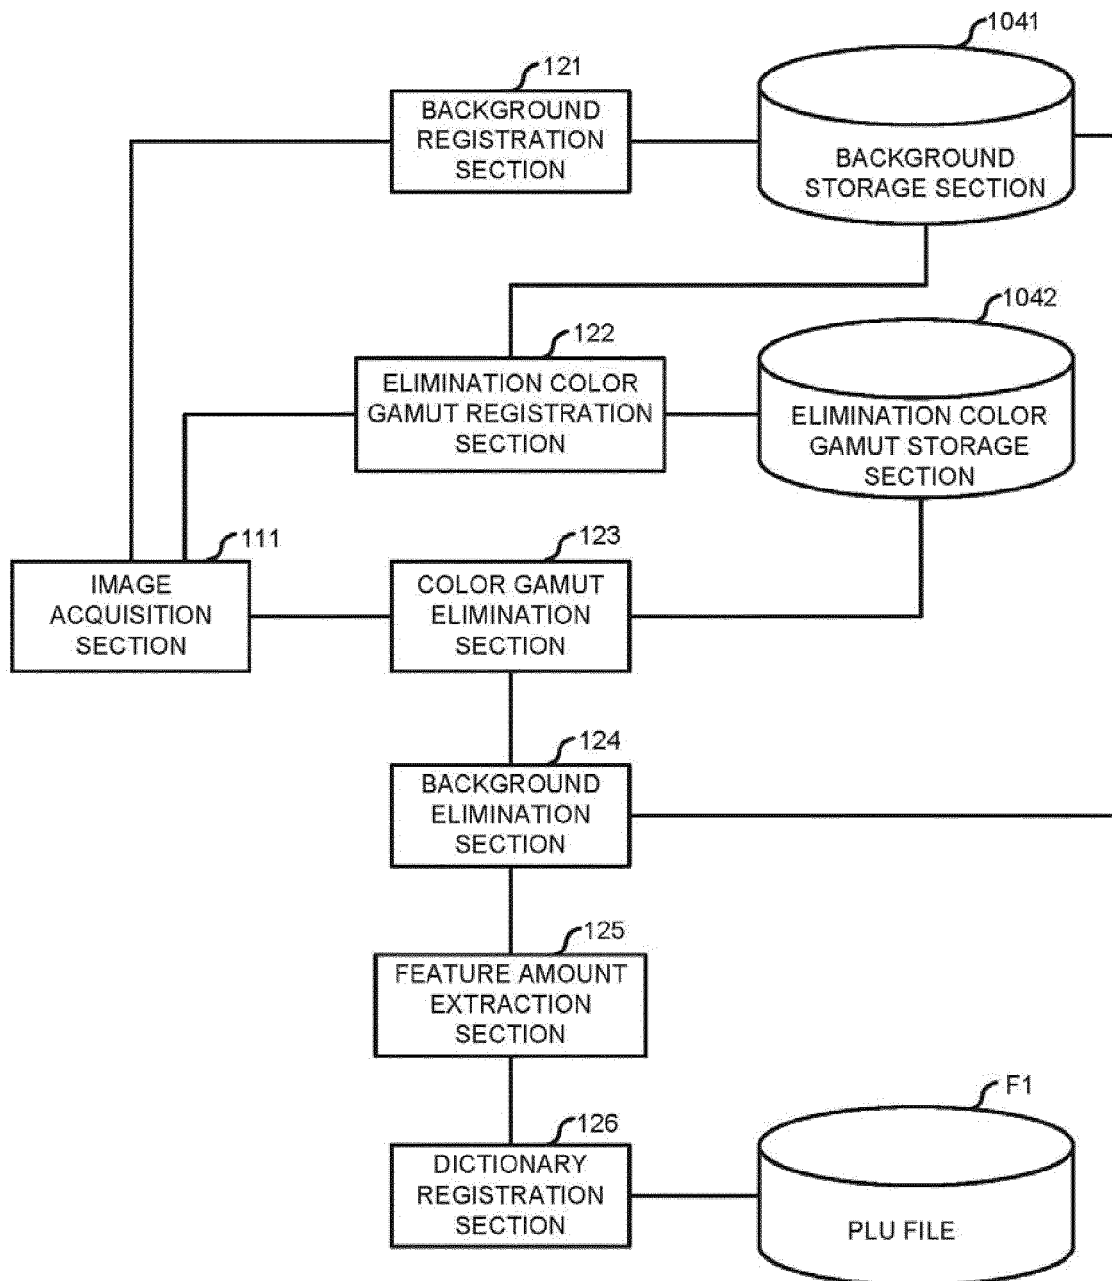 1041
121
BACKGROUND
REGISTRATION
SECTION
BACKGROUND
STORAGE SECTION
1042
122
ELIMINATION COLOR
GAMUT REGISTRATION
SECTION
ELIMINATION COLOR
GAMUT STORAGE
SECTION
111
IMAGE
ACQUISITION
SECTION
123
COLOR GAMUT
ELIMINATION
SECTION
124
BACKGROUND
ELIMINATION
SECTION
125
FEATURE AMOUNT
EXTRACTION
SECTION
126
DICTIONARY
REGISTRATION
SECTION
F1
PLU FILE